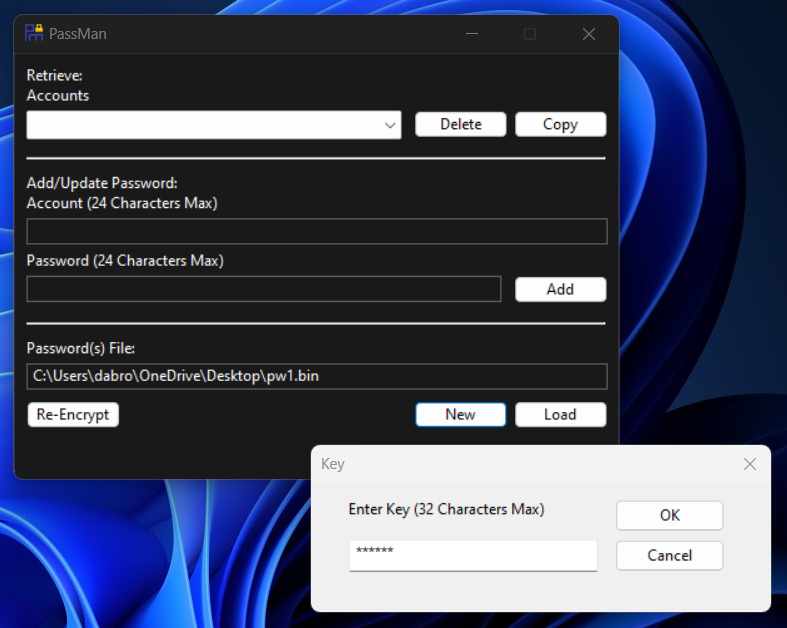 PassMan
Retrieve:
Accounts
Delete Copy
Add/Update Password:
Account (24 Characters Max)
Password (24 Characters Max)
Add
Password(s) File:
C:\Users\dabro\OneDrive\Desktop\pw1.bin
Re-Encrypt New Load
Key
Enter Key (32 Characters Max)
OK
******
Cancel